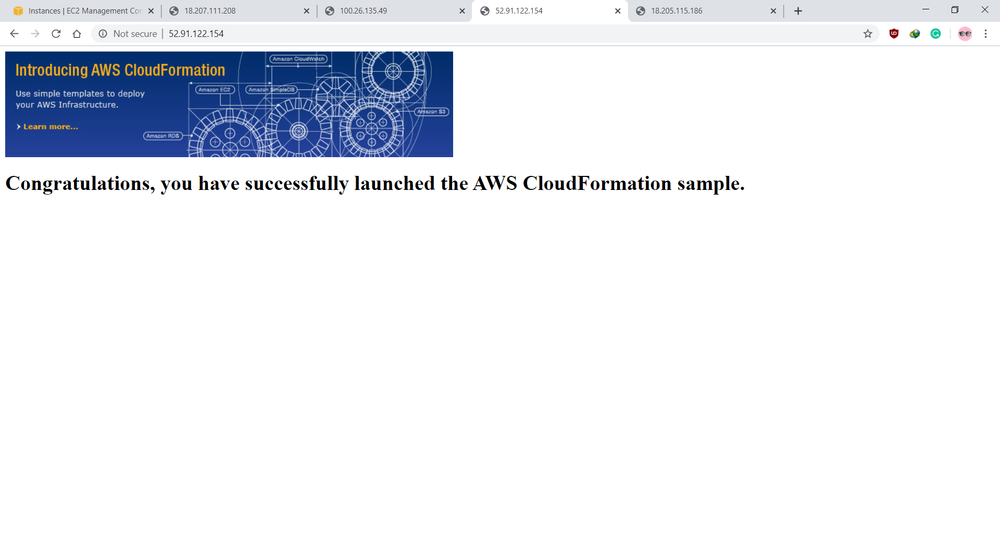 Instances | EC2 Management Con
18.207.111.208
100.26.135.49
52.91.122.154
18.205.115.186
Not secure
52.91.122.154
Introducing AWS CloudFormation
Use simple templates to deploy
your AWS Infrastructure.
› Learn more...
Amazon CloudWatch
Amazon EC2
Amazon SimpleDB
Amazon S3
Amazon RDS
Congratulations, you have successfully launched the AWS CloudFormation sample.